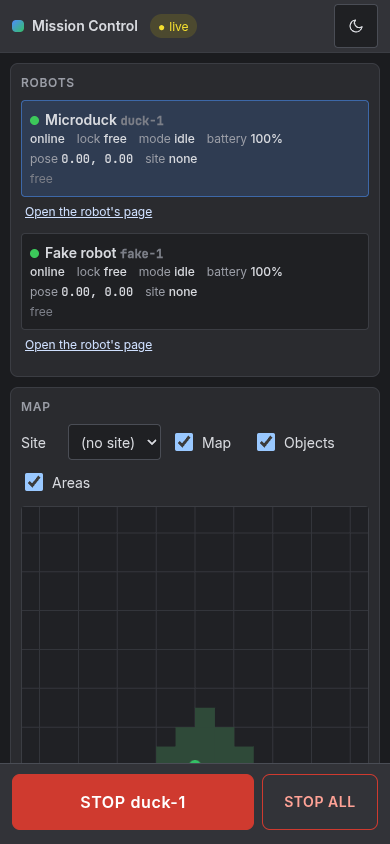 Mission Control ● live
ROBOTS
Microduck duck-1
online lock free mode idle battery 100%
pose 0.00, 0.00 site none
free
Open the robot's page
Fake robot fake-1
online lock free mode idle battery 100%
pose 0.00, 0.00 site none
free
Open the robot's page
MAP
Site (no site) Map Objects
Areas
STOP duck-1 STOP ALL